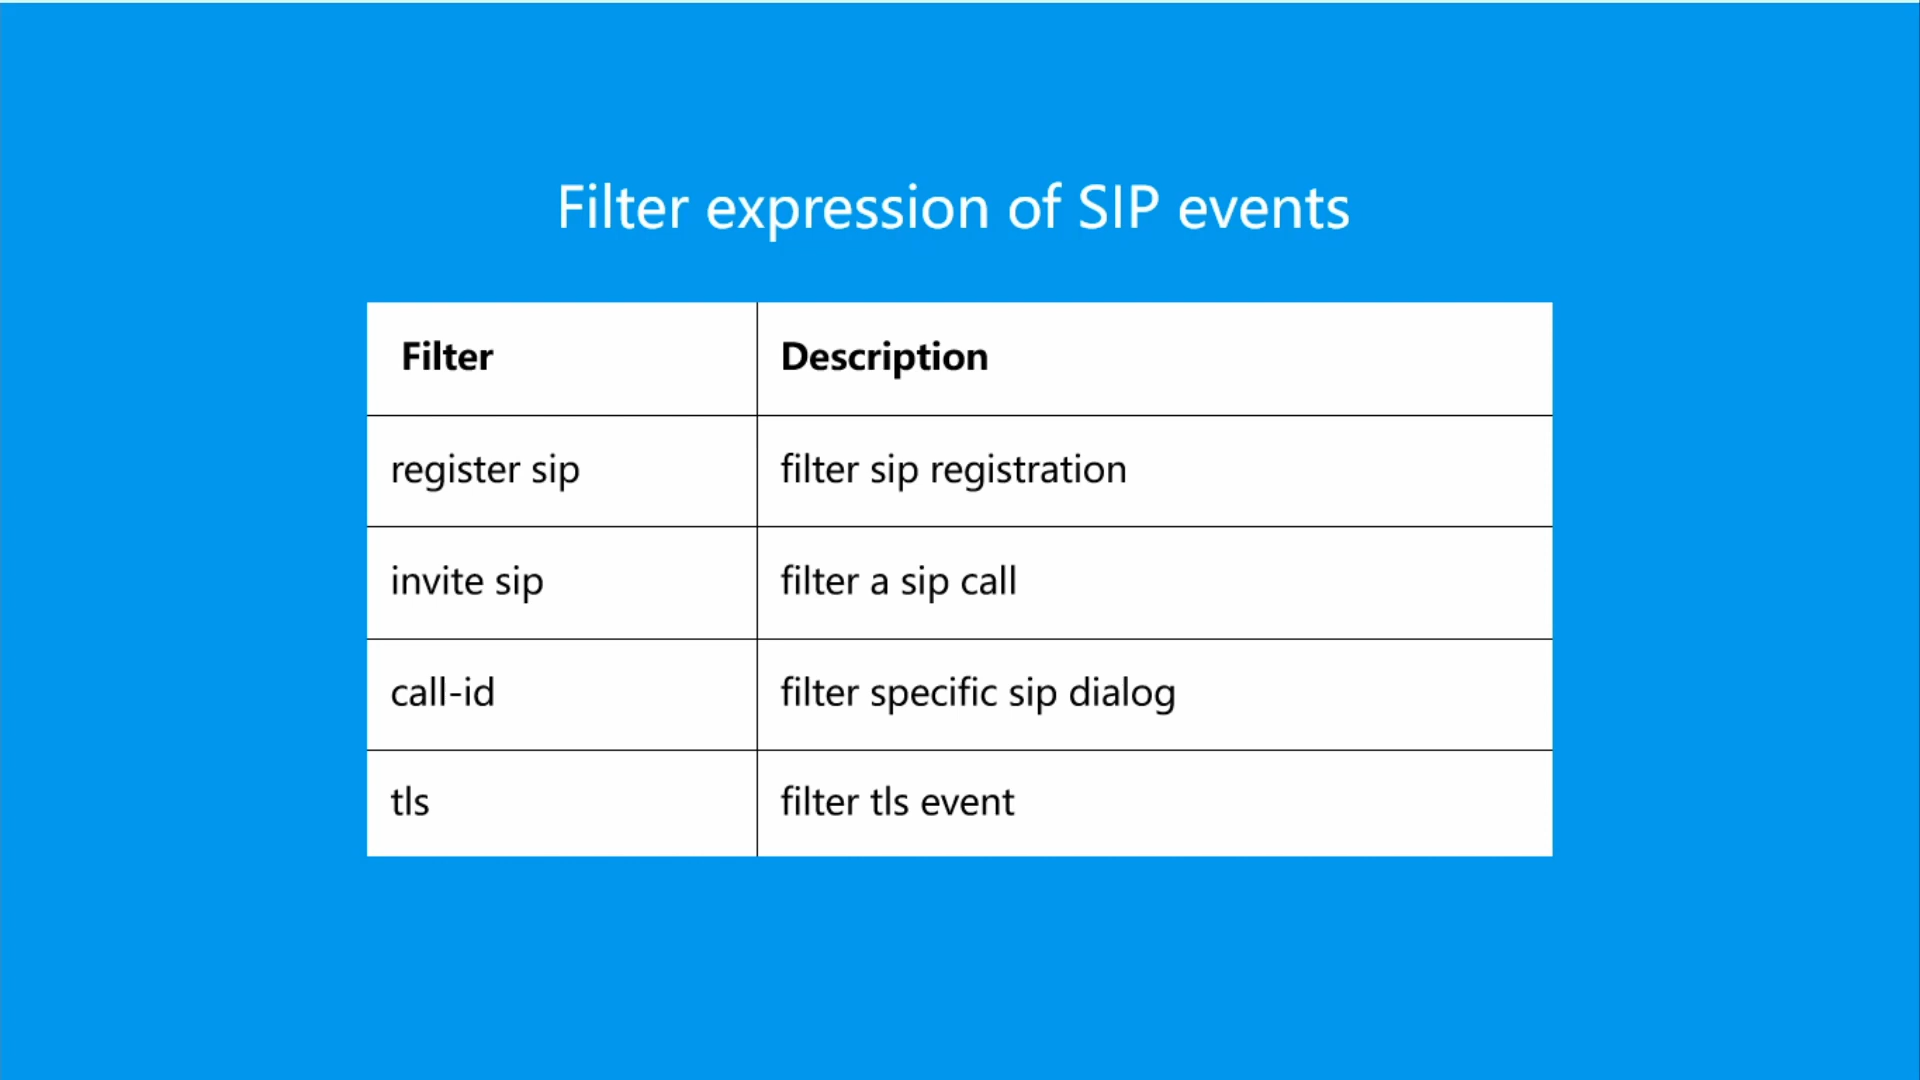 Filter expression of SIP events
Filter Description
register sip filter sip registration
invite sip filter a sip call
call-id filter specific sip dialog
tls filter tls event